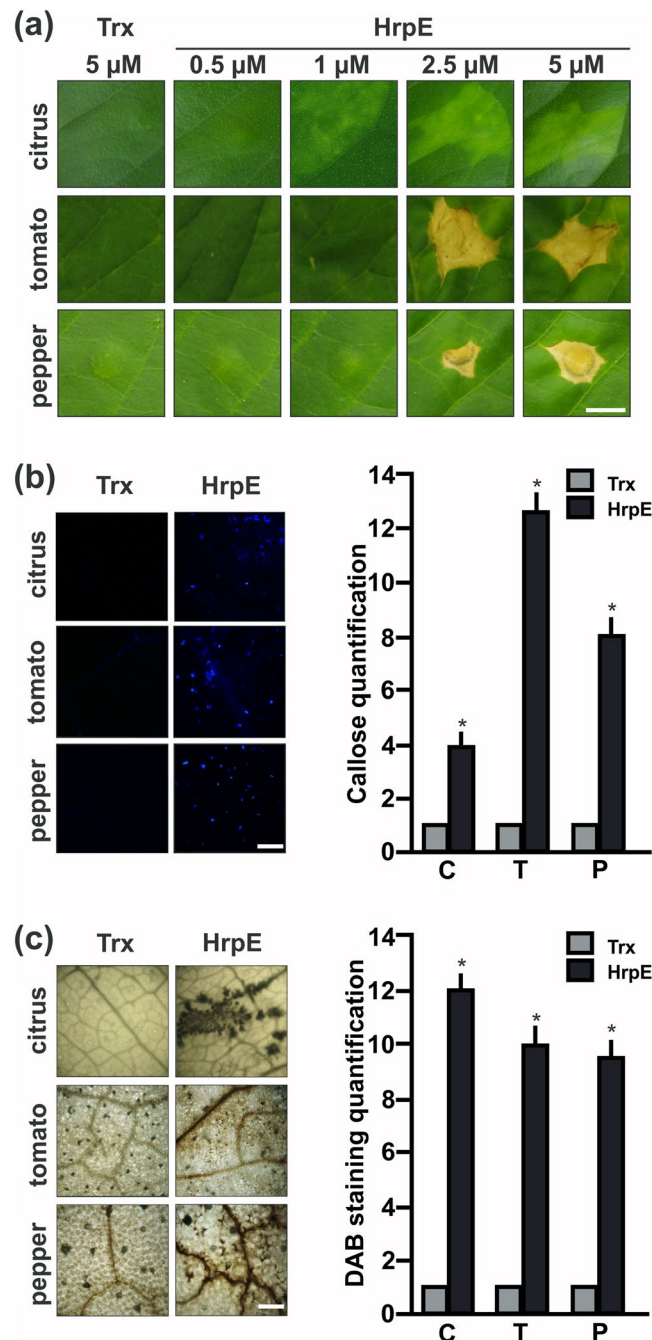 (a)
Trx HrpE
5 µM 0.5 µM 1 µM 2.5 µM 5 µM
citrus
tomato
pepper
(b)
Trx HrpE
citrus
tomato
pepper
Callose quantification
14
12
10
8
6
4
2
0
* * *
Trx
HrpE
C T P
(c)
Trx HrpE
citrus
tomato
pepper
DAB staining quantification
14
12
10
8
6
4
2
0
* * *
Trx
HrpE
C T P